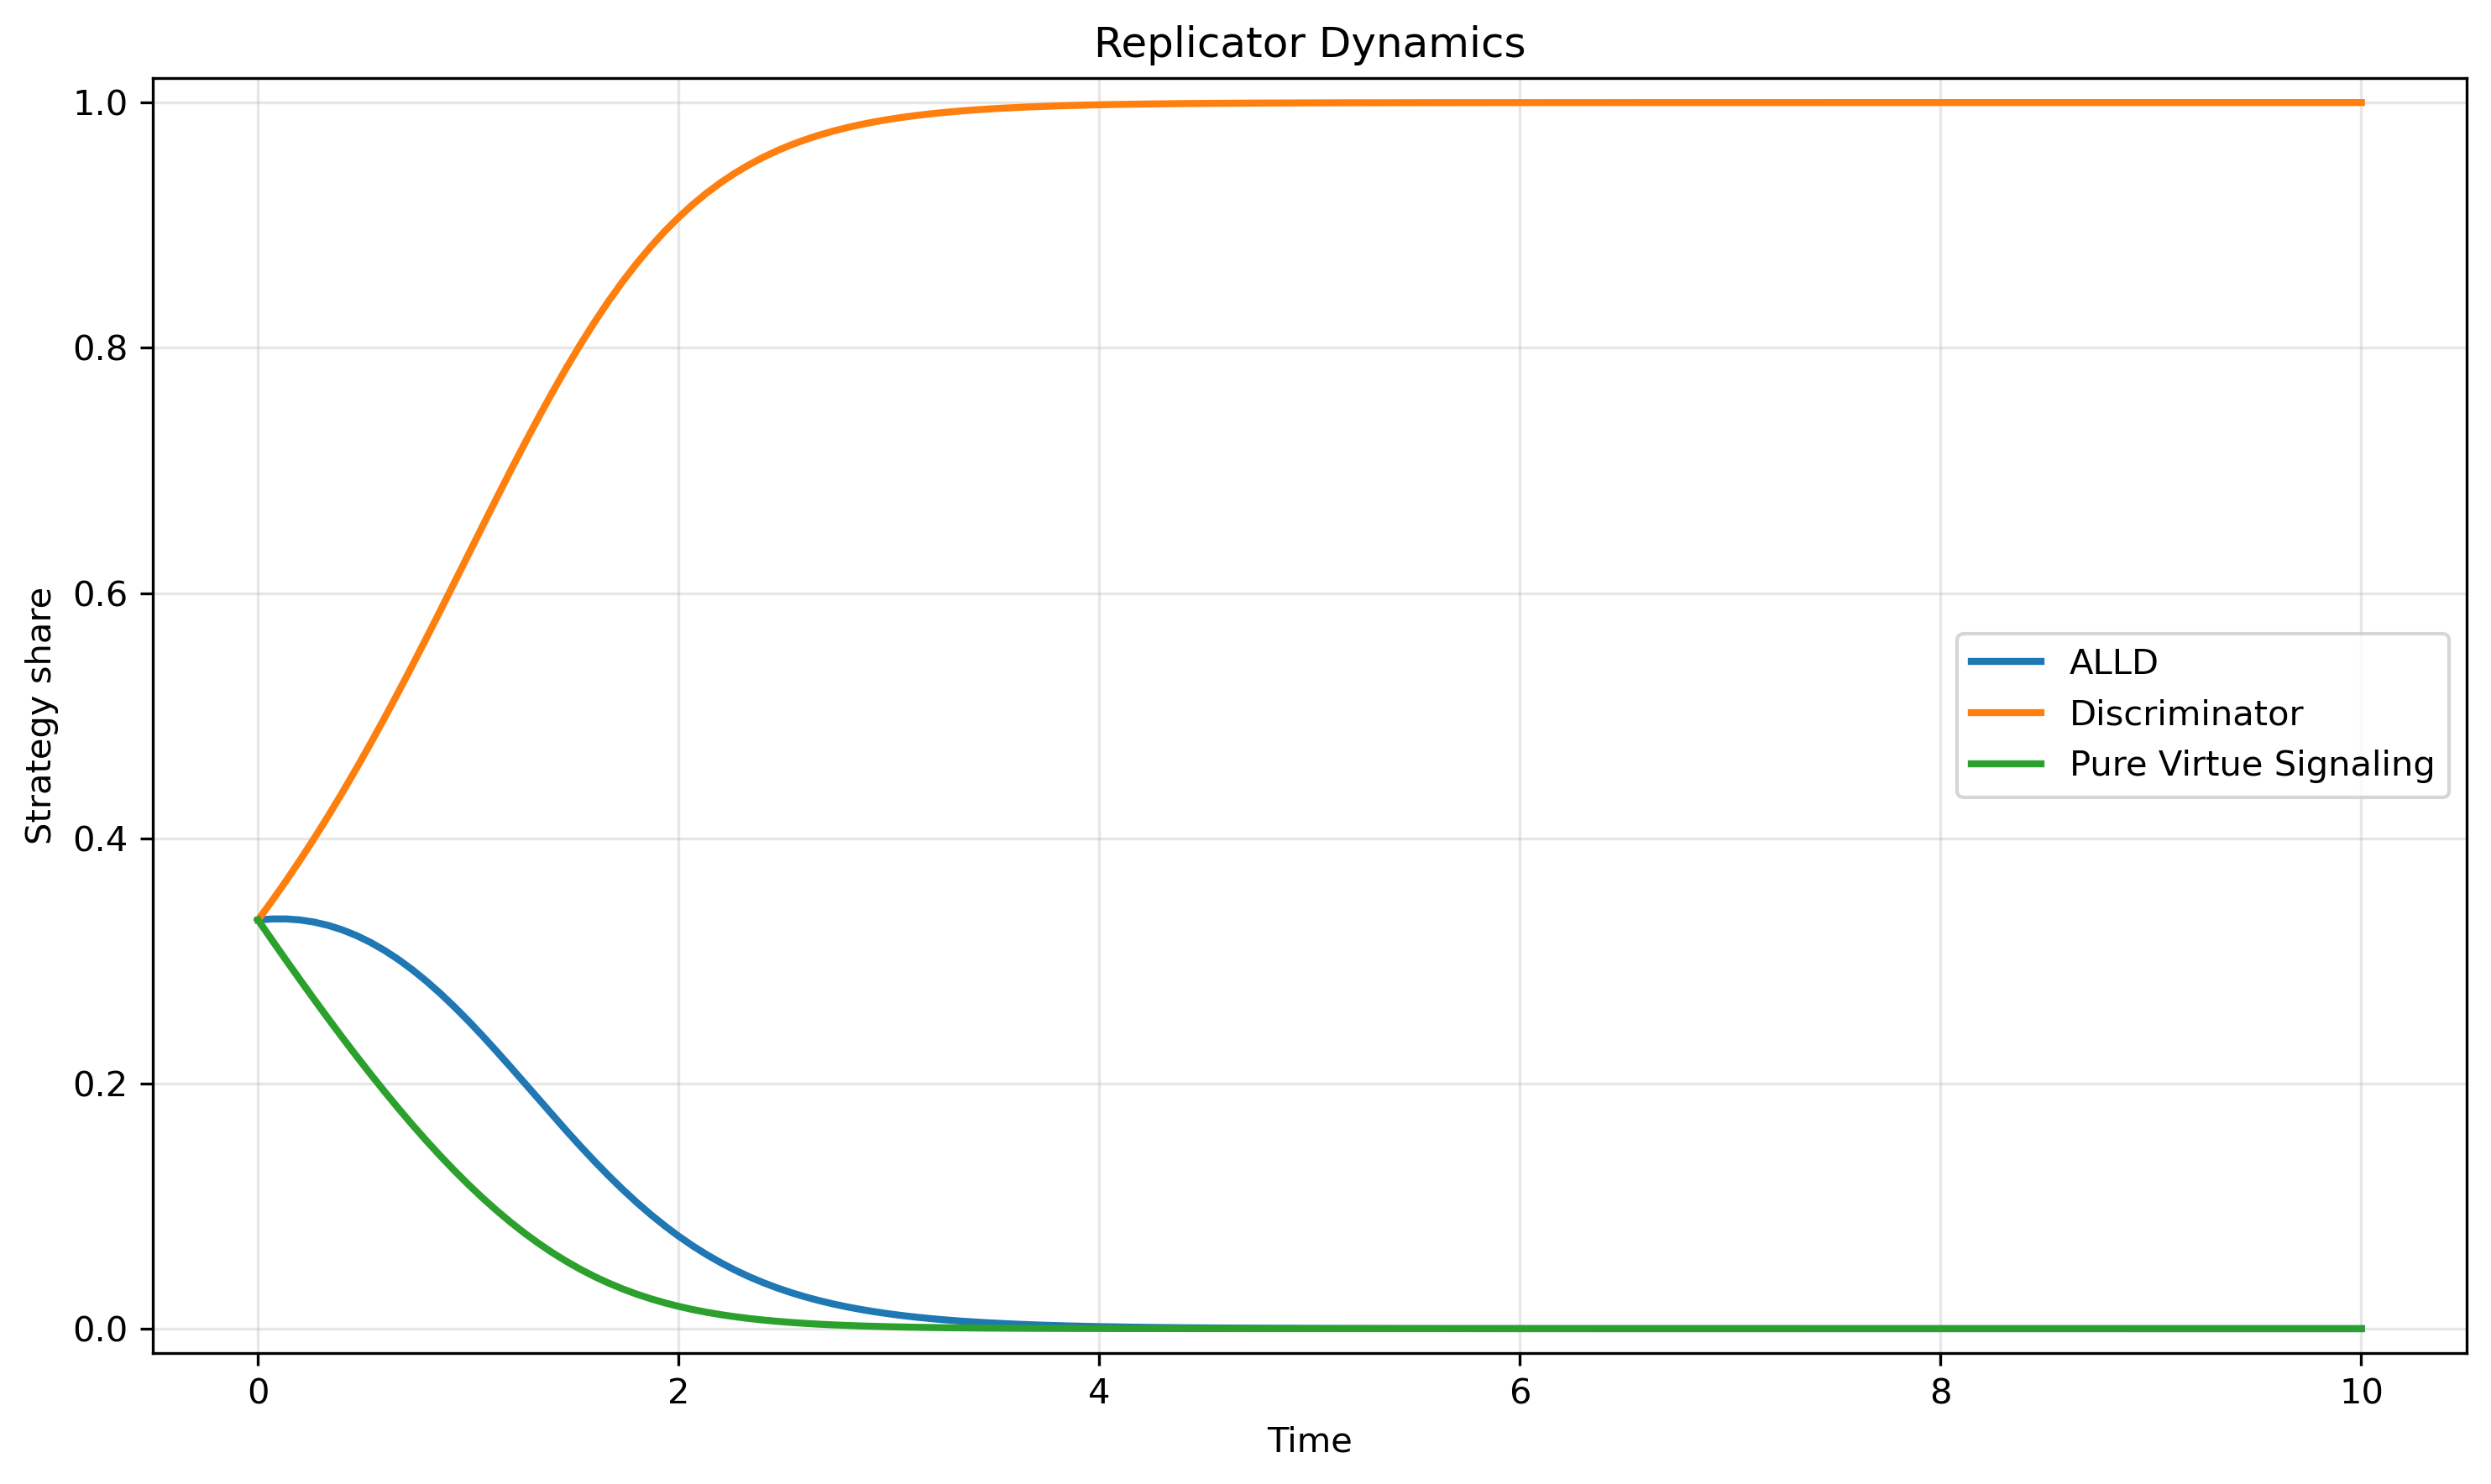 Replicator Dynamics
Strategy share
1.0
0.8
0.6
0.4
0.2
0.0
ALLD
Discriminator
Pure Virtue Signaling
0 2 4 6 8 10
Time